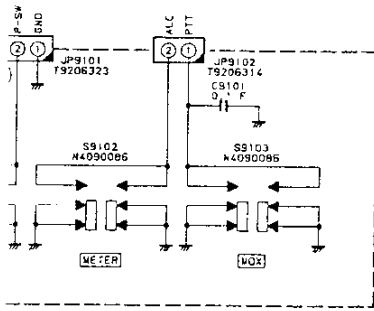 P-SW GND
ALC PTT
2 1
2 1
JP9101
T9206323
JP9102
T9206314
C9101
S9102
N4090086
S9103
N4090086
METER
MOX